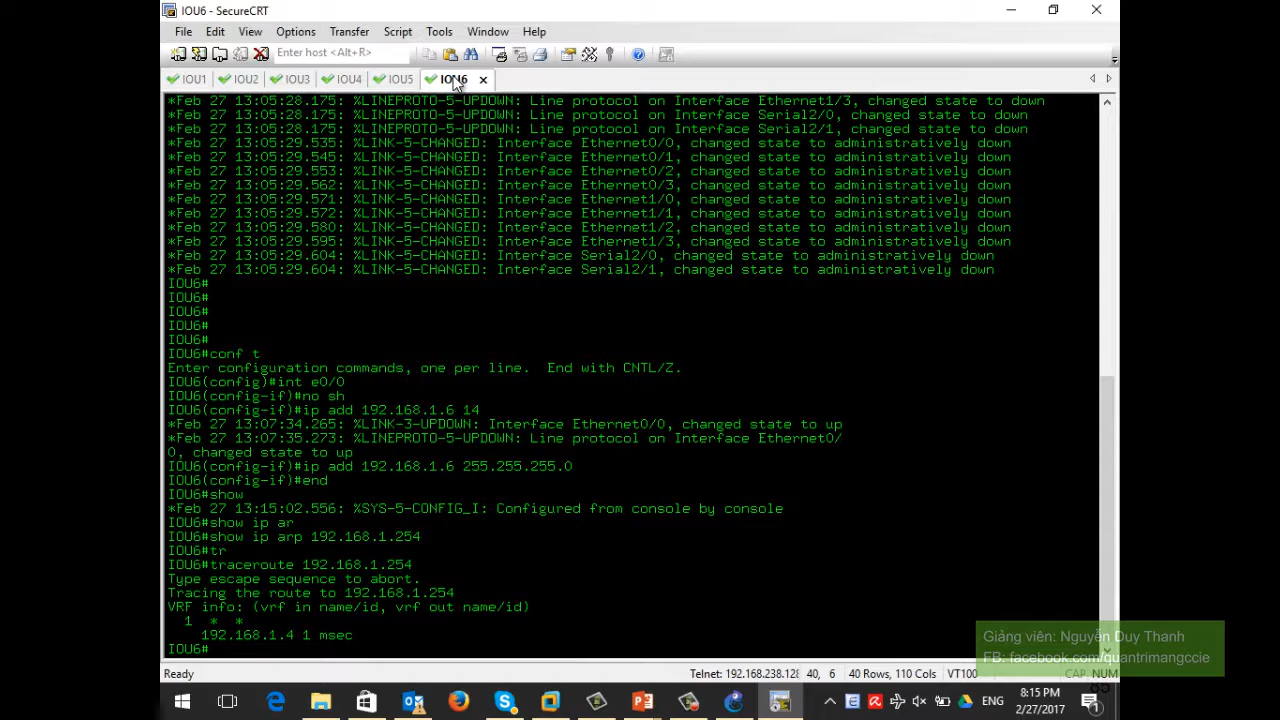 IOU6 - SecureCRT
File Edit View Options Transfer Script Tools Window Help
Enter host <Alt+R>
IOU1 IOU2 IOU3 IOU4 IOU5 IOU6
*Feb 27 13:05:28.175: %LINEPROTO-5-UPDOWN: Line protocol on Interface Ethernet1/3, changed state to down
*Feb 27 13:05:28.175: %LINEPROTO-5-UPDOWN: Line protocol on Interface Serial2/0, changed state to down
*Feb 27 13:05:28.175: %LINEPROTO-5-UPDOWN: Line protocol on Interface Serial2/1, changed state to down
*Feb 27 13:05:29.535: %LINK-5-CHANGED: Interface Ethernet0/0, changed state to administratively down
*Feb 27 13:05:29.545: %LINK-5-CHANGED: Interface Ethernet0/1, changed state to administratively down
*Feb 27 13:05:29.553: %LINK-5-CHANGED: Interface Ethernet0/2, changed state to administratively down
*Feb 27 13:05:29.562: %LINK-5-CHANGED: Interface Ethernet0/3, changed state to administratively down
*Feb 27 13:05:29.571: %LINK-5-CHANGED: Interface Ethernet1/0, changed state to administratively down
*Feb 27 13:05:29.572: %LINK-5-CHANGED: Interface Ethernet1/1, changed state to administratively down
*Feb 27 13:05:29.580: %LINK-5-CHANGED: Interface Ethernet1/2, changed state to administratively down
*Feb 27 13:05:29.595: %LINK-5-CHANGED: Interface Ethernet1/3, changed state to administratively down
*Feb 27 13:05:29.604: %LINK-5-CHANGED: Interface Serial2/0, changed state to administratively down
*Feb 27 13:05:29.604: %LINK-5-CHANGED: Interface Serial2/1, changed state to administratively down
IOU6#
IOU6#
IOU6#
IOU6#
IOU6#
IOU6#conf t
Enter configuration commands, one per line. End with CNTL/Z.
IOU6(config)#int e0/0
IOU6(config-if)#no sh
IOU6(config-if)#ip add 192.168.1.6 14
*Feb 27 13:07:34.265: %LINK-3-UPDOWN: Interface Ethernet0/0, changed state to up
*Feb 27 13:07:35.273: %LINEPROTO-5-UPDOWN: Line protocol on Interface Ethernet0/
0, changed state to up
IOU6(config-if)#ip add 192.168.1.6 255.255.255.0
IOU6(config-if)#end
IOU6#show
*Feb 27 13:15:02.556: %SYS-5-CONFIG_I: Configured from console by console
IOU6#show ip ar
IOU6#show ip arp 192.168.1.254
IOU6#tr
IOU6#traceroute 192.168.1.254
Type escape sequence to abort.
Tracing the route to 192.168.1.254
VRF info: (vrf in name/id, vrf out name/id)
1 * *
192.168.1.4 1 msec
IOU6#
Giảng viên: Nguyễn Duy Thanh
FB: facebook.com/quantrimangccie
Ready Telnet: 192.168.238.128 40, 6 40 Rows, 110 Cols VT100 CAP NUM
ENG 8:15 PM
2/27/2017